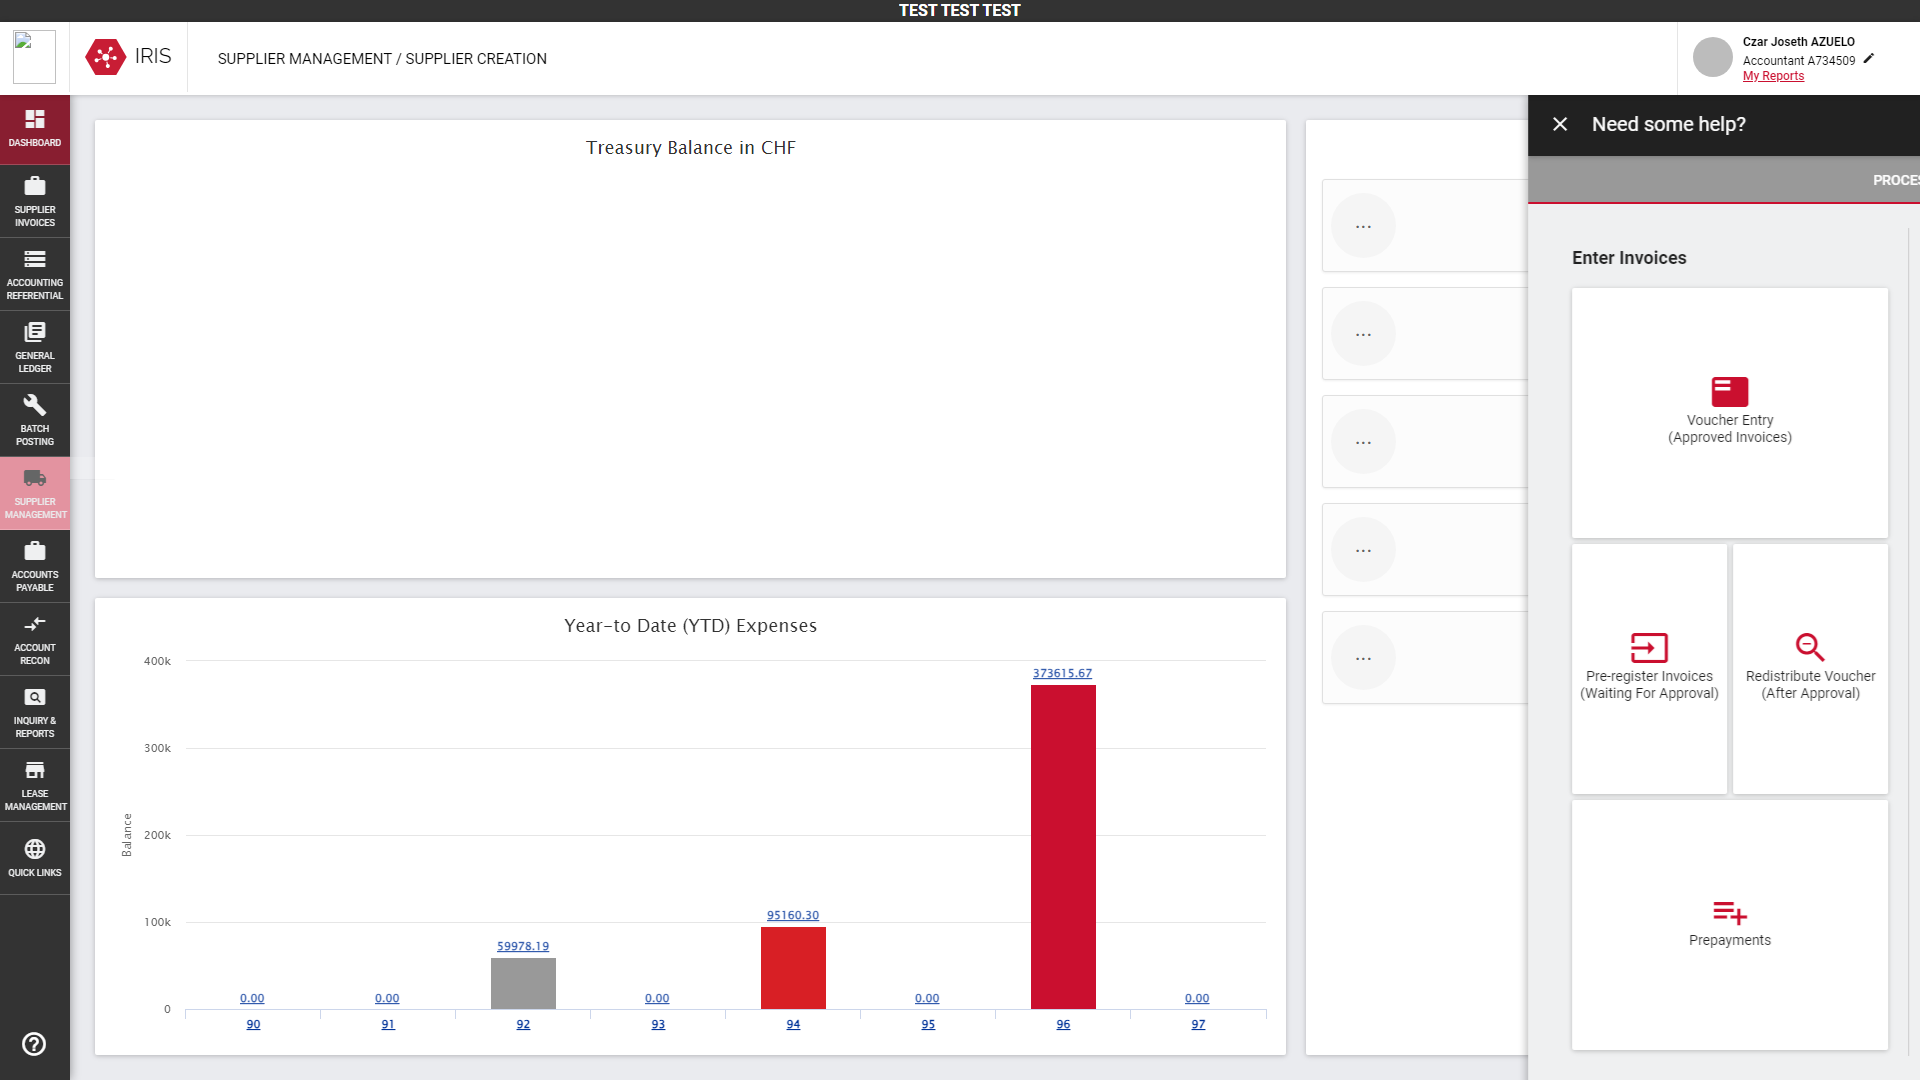 TEST TEST TEST
IRIS
SUPPLIER MANAGEMENT / SUPPLIER CREATION
Czar Joseth AZUELO
Accountant A734509
My Reports
DASHBOARD
SUPPLIER
INVOICES
ACCOUNTING
REFERENTIAL
GENERAL
LEDGER
BATCH
POSTING
SUPPLIER
MANAGEMENT
ACCOUNTS
PAYABLE
ACCOUNT
RECON
INQUIRY &
REPORTS
LEASE
MANAGEMENT
QUICK LINKS
Treasury Balance in CHF
Year-to Date (YTD) Expenses
Balance
400k
300k
200k
100k
0
0.00
0.00
59978.19
0.00
95160.30
0.00
373615.67
0.00
90
91
92
93
94
95
96
97
...
...
...
...
...
Need some help?
PROCES
Enter Invoices
Voucher Entry
(Approved Invoices)
Pre-register Invoices
(Waiting For Approval)
Redistribute Voucher
(After Approval)
Prepayments